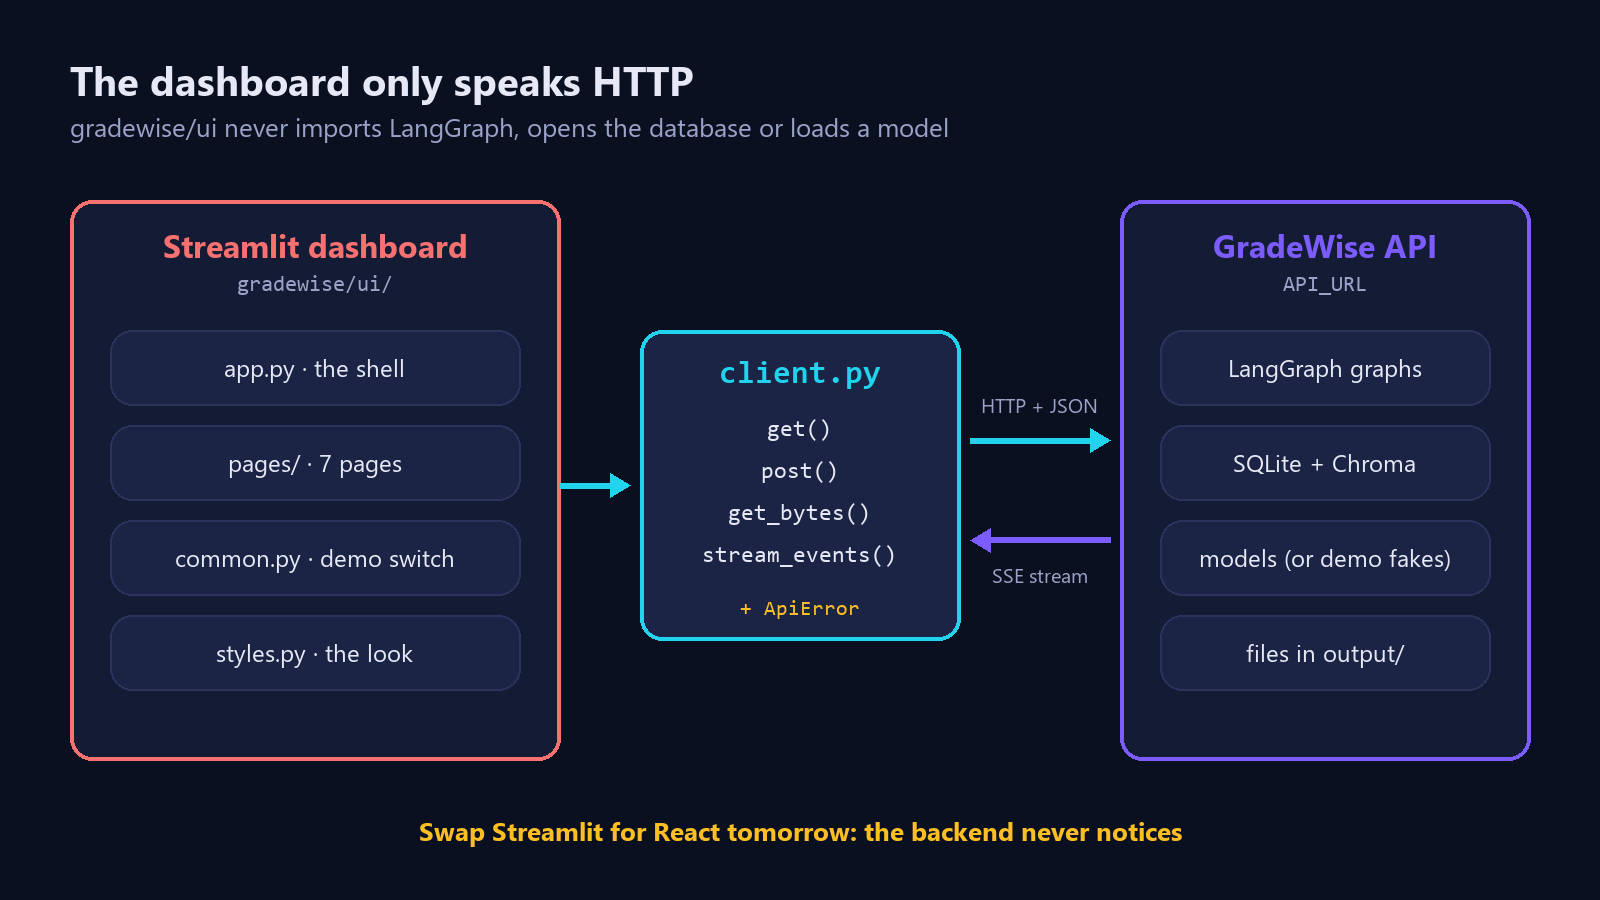 The dashboard only speaks HTTP
gradewise/ui never imports LangGraph, opens the database or loads a model
Streamlit dashboard
gradewise/ui/
app.py · the shell
pages/ · 7 pages
common.py · demo switch
styles.py · the look
client.py
get()
post()
get_bytes()
stream_events()
+ ApiError
HTTP + JSON
SSE stream
GradeWise API
API_URL
LangGraph graphs
SQLite + Chroma
models (or demo fakes)
files in output/
Swap Streamlit for React tomorrow: the backend never notices